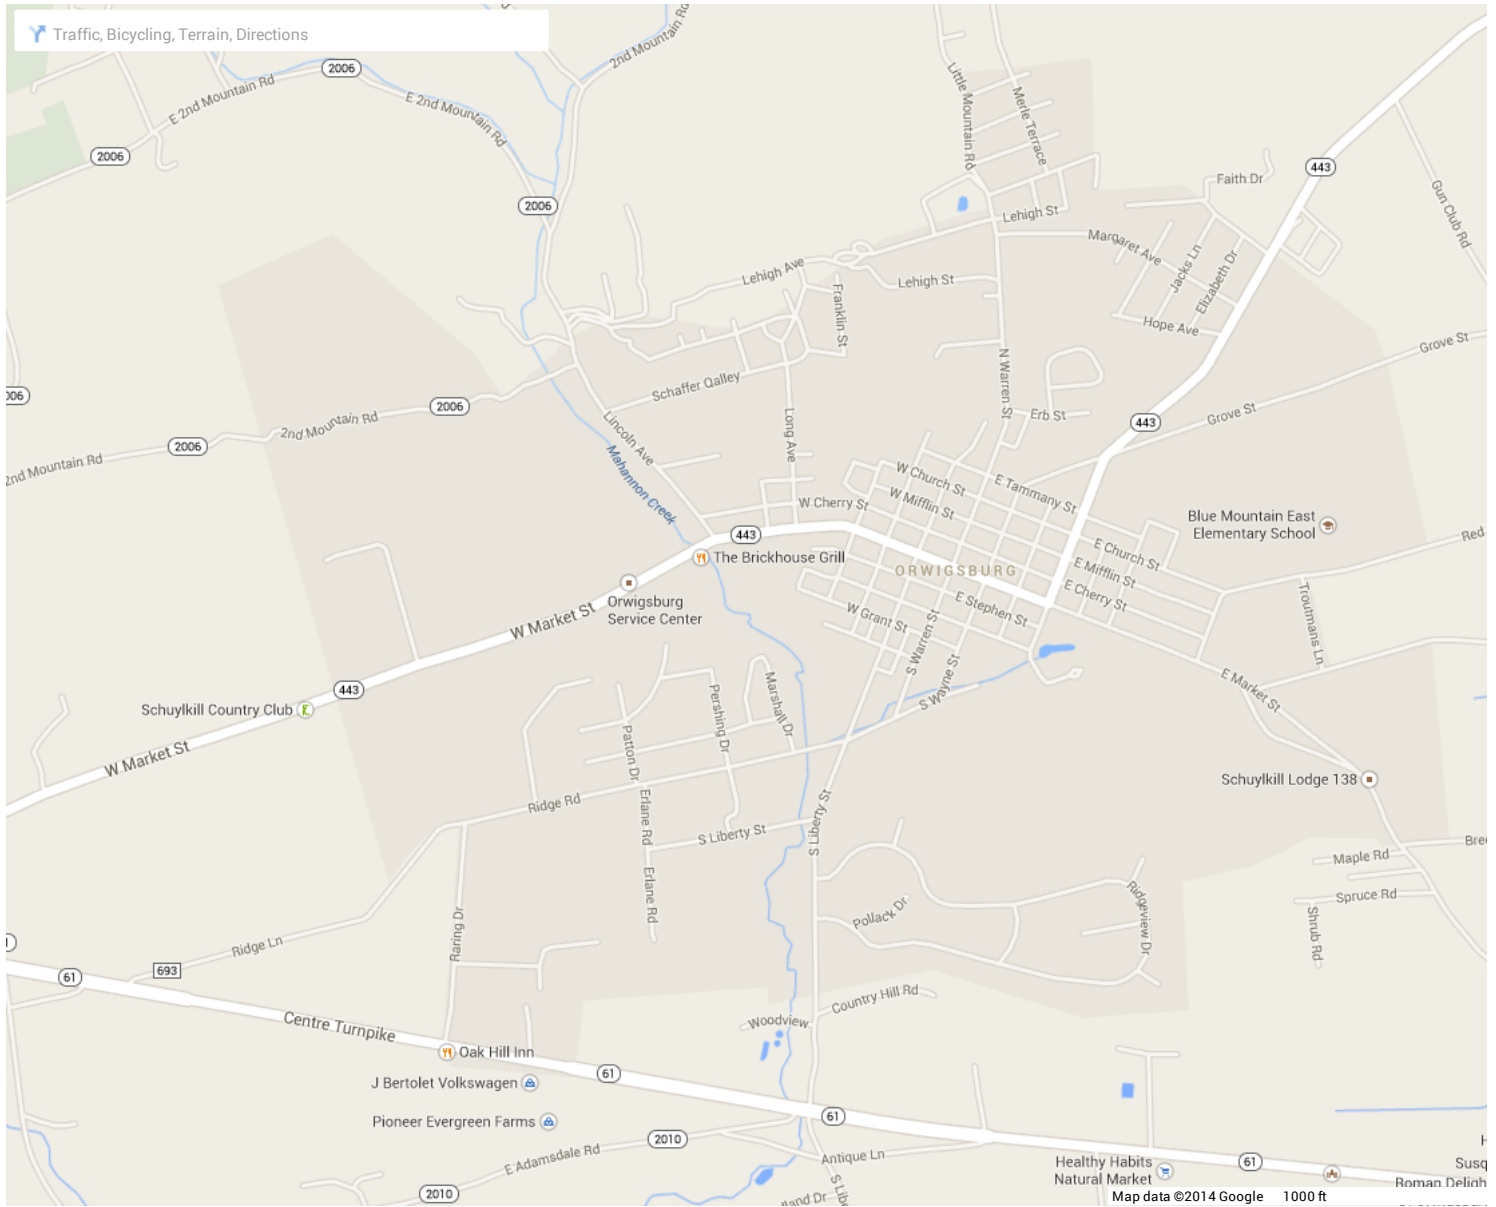 Traffic, Bicycling, Terrain, Directions
2nd Mountain Rd
2006
E 2nd Mountain Rd
E 2nd Mountain Rd
2006
2006
Little Mountain Rd
Merle Terrace
443
Faith Dr
Gun Club Rd
Lehigh St
Margaret Ave
Jacks Ln
Elizabeth Dr
Lehigh Ave
Lehigh St
Franklin St
Hope Ave
Grove St
N Warren St
Schaffer Qalley
2006
2nd Mountain Rd
2006
2nd Mountain Rd
Lincoln Ave
Long Ave
Erb St
Grove St
443
Mahannon Creek
W Church St
E Tammany St
W Mifflin St
W Cherry St
Blue Mountain East
Elementary School
443
The Brickhouse Grill
ORWIGSBURG
E Church St
E Mifflin St
E Cherry St
Red
Orwigsburg
Service Center
W Market St
E Stephen St
W Grant St
S Warren St
S Wayne St
Troutmans Ln
E Market St
443
Schuylkill Country Club
W Market St
Pershing Dr
Marshall Dr
Patton Dr
Schuylkill Lodge 138
Ridge Rd
Erlane Rd
S Liberty St
S Liberty St
Erlane Rd
Maple Rd
Spruce Rd
Shrub Rd
Ridgeview Dr
Pollack Dr
Raring Dr
Ridge Ln
693
61
Country Hill Rd
Woodview
Centre Turnpike
Oak Hill Inn
61
J Bertolet Volkswagen
Pioneer Evergreen Farms
61
2010
E Adamsdale Rd
Antique Ln
2010
Healthy Habits
Natural Market
61
Map data ©2014 Google 1000 ft